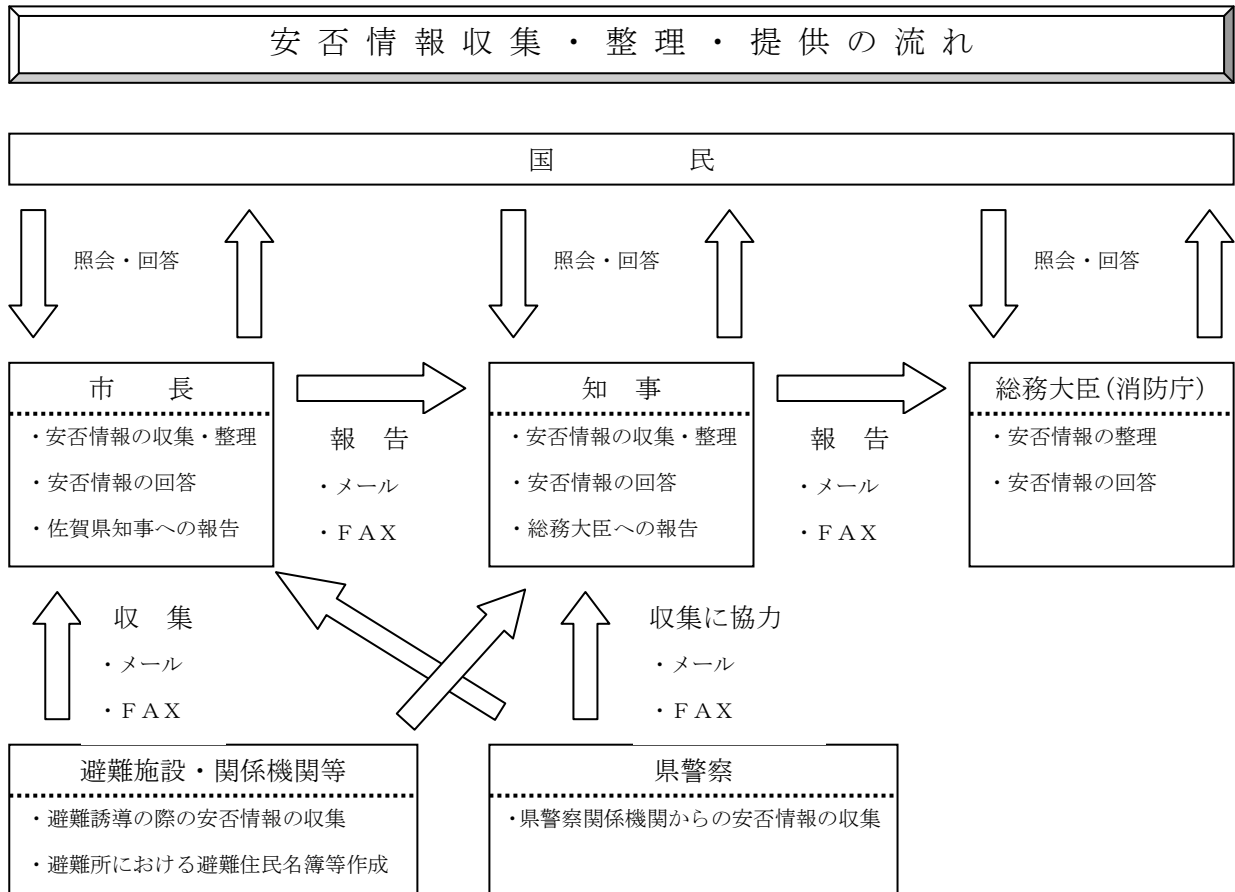 安否情報収集・整理・提供の流れ
国民
照会・回答
照会・回答
照会・回答
市長
・安否情報の収集・整理
・安否情報の回答
・佐賀県知事への報告
報告
・メール
・ＦＡＸ
知事
・安否情報の収集・整理
・安否情報の回答
・総務大臣への報告
報告
・メール
・ＦＡＸ
総務大臣(消防庁)
・安否情報の整理
・安否情報の回答
収集
・メール
・ＦＡＸ
収集に協力
・メール
・ＦＡＸ
避難施設・関係機関等
・避難誘導の際の安否情報の収集
・避難所における避難住民名簿等作成
県警察
・県警察関係機関からの安否情報の収集